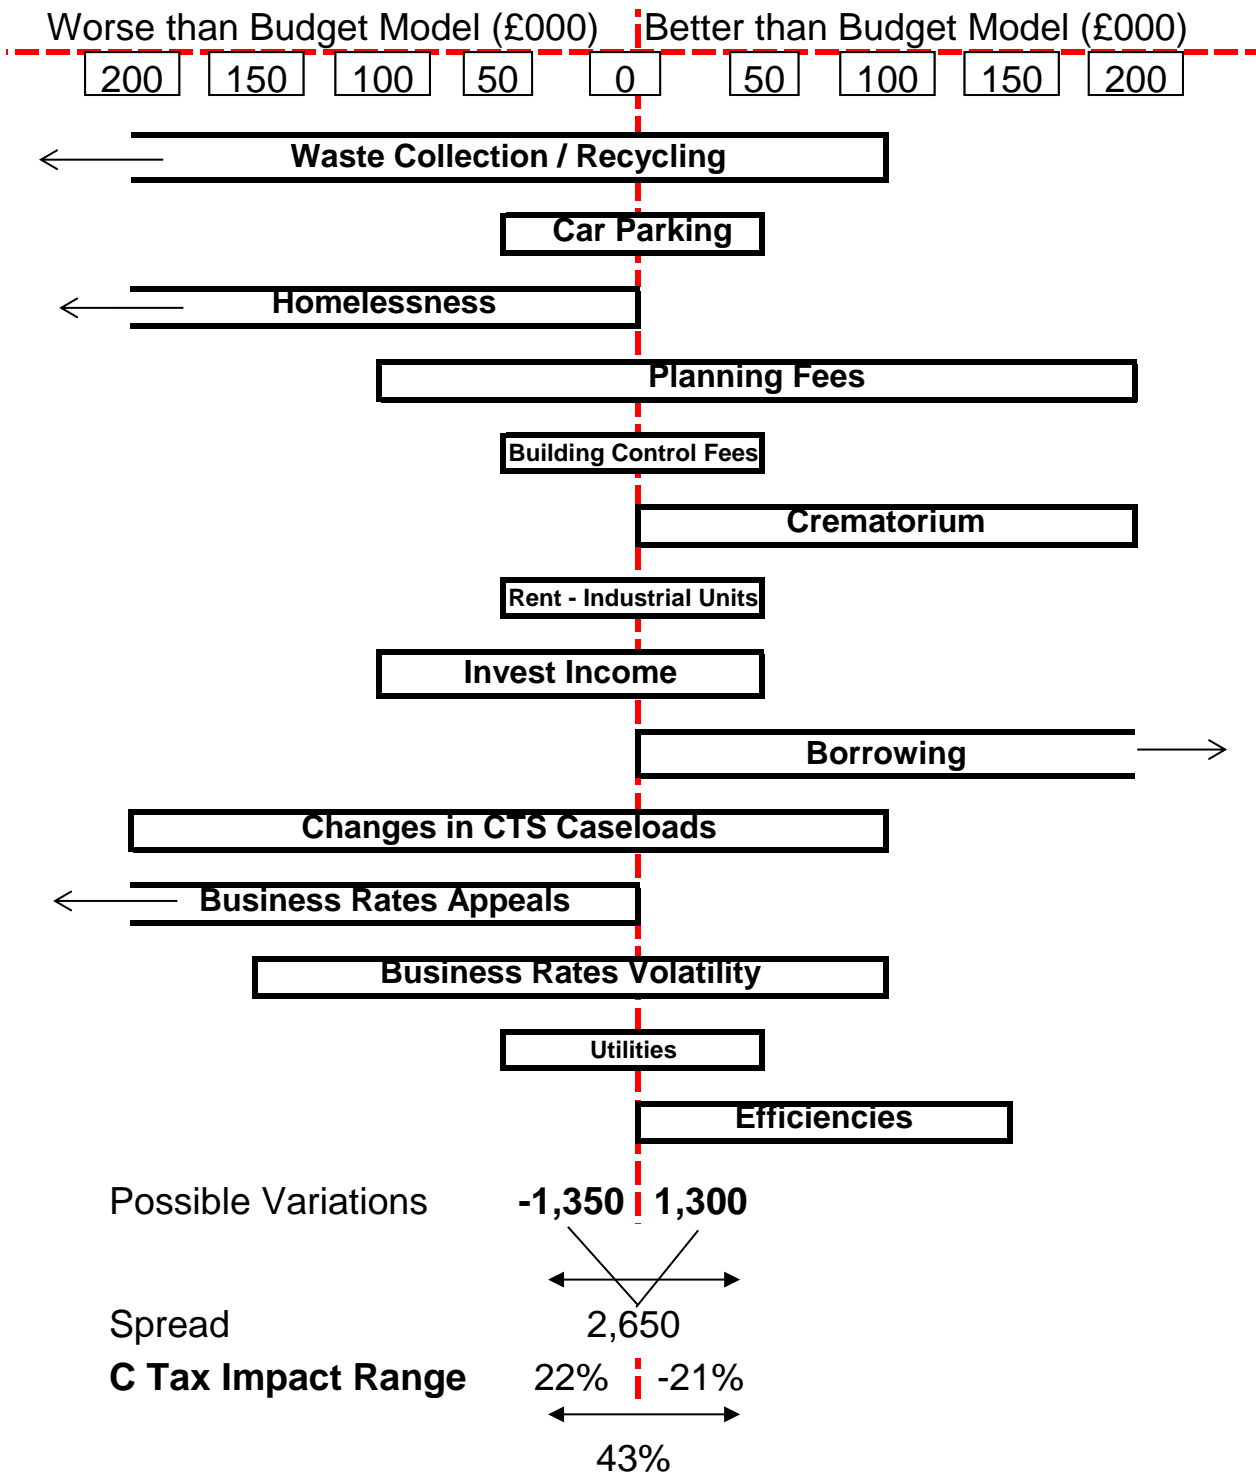 Worse than Budget Model (£000) Better than Budget Model (£000)
200 150 100 50 0 50 100 150 200
Waste Collection / Recycling
Car Parking
Homelessness
Planning Fees
Building Control Fees
Crematorium
Rent - Industrial Units
Invest Income
Borrowing
Changes in CTS Caseloads
Business Rates Appeals
Business Rates Volatility
Utilities
Efficiencies
Possible Variations -1,350 1,300
Spread 2,650
C Tax Impact Range 22% -21%
43%